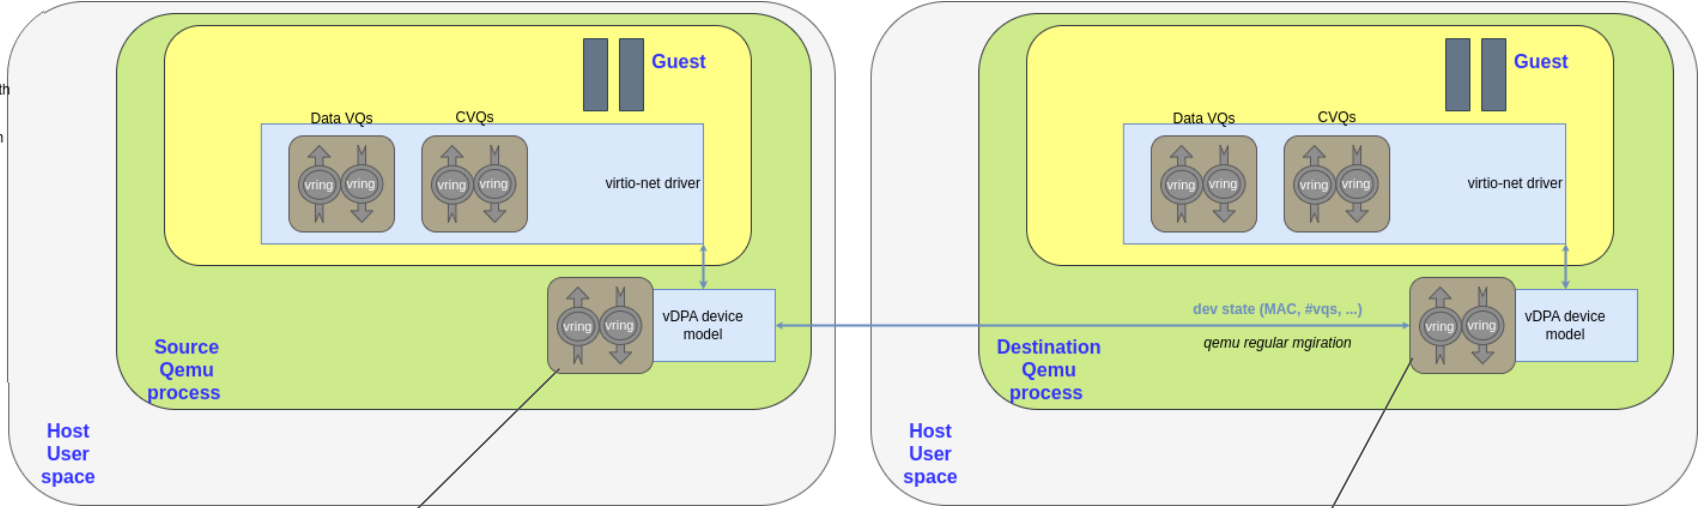 th
n
Guest
Data VQs
CVQs
vring
vring
vring
vring
virtio-net driver
vring
vring
vDPA device
model
Source
Qemu
process
Host
User
space
Guest
Data VQs
CVQs
vring
vring
vring
vring
virtio-net driver
dev state (MAC, #vqs, ...)
qemu regular mgiration
vring
vring
vDPA device
model
Destination
Qemu
process
Host
User
space